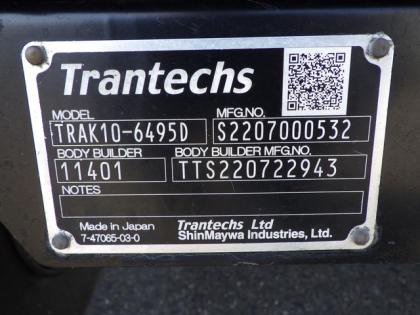 Trantechs
MODEL MFG.NO.
TRAK10-6495D S2207000532
BODY BUILDER BODY BUILDER MFG.NO.
11401 TTS220722943
NOTES
Made in Japan Trantechs Ltd
7-47065-03-0 ShinMaywa Industries, Ltd.